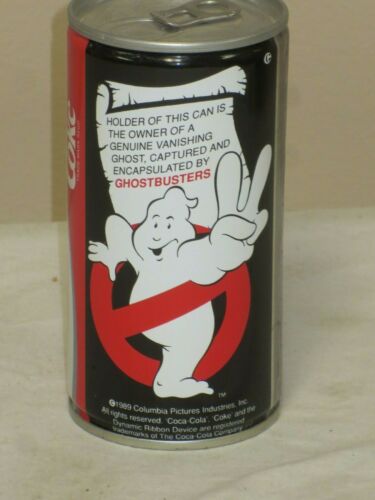 Coke
HOLDER OF THIS CAN IS
THE OWNER OF A
GENUINE VANISHING
GHOST, CAPTURED AND
ENCAPSULATED BY
GHOSTBUSTERS
TM
©1989 Columbia Pictures Industries, Inc.
All rights reserved. 'Coca-Cola'. 'Coke' and the
Dynamic Ribbon Device are registered
trademarks of The Coca-Cola Company